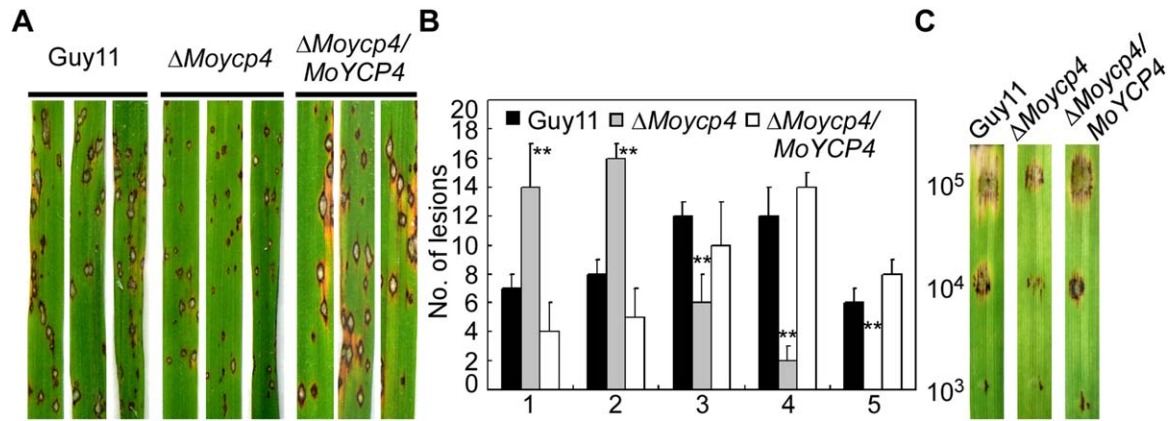 A
Guy11
ΔMoycp4
ΔMoycp4/
MoYCP4
B
No. of lesions
20
18
16
14
12
10
8
6
4
2
0
Guy11
ΔMoycp4
ΔMoycp4/
MoYCP4
**
**
**
**
**
1 2 3 4 5
C
Guy11
ΔMoycp4
ΔMoycp4/
MoYCP4
10⁵
10⁴
10³